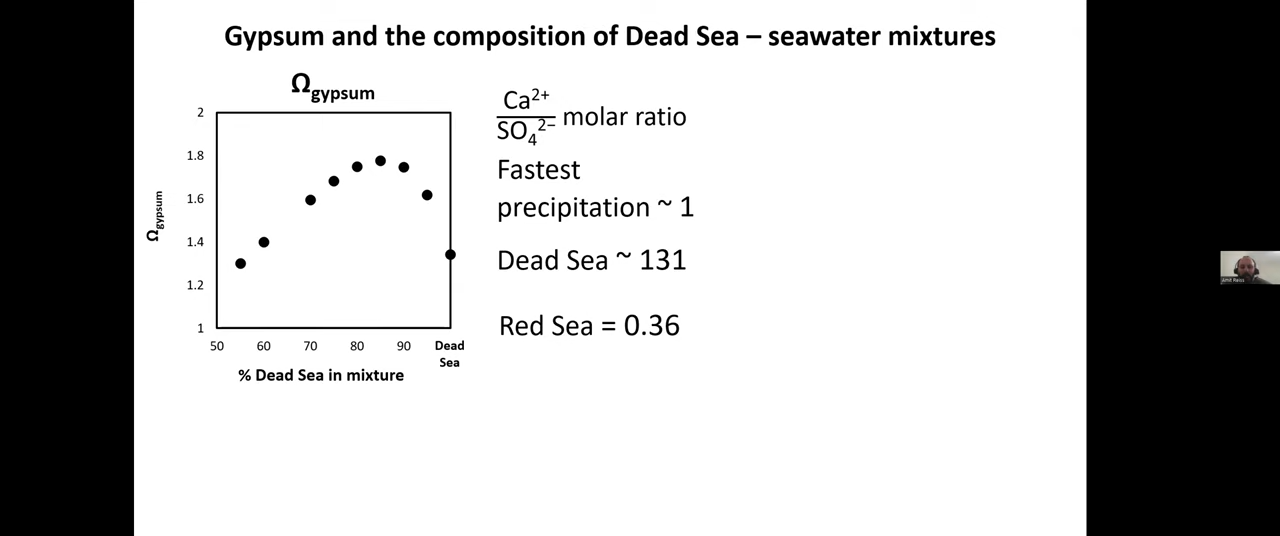 Gypsum and the composition of Dead Sea – seawater mixtures
Ωgypsum
Ωgypsum
2
1.8
1.6
1.4
1.2
1
50
60
70
80
90
Dead
Sea
% Dead Sea in mixture
Ca²⁺
SO₄²⁻
molar ratio
Fastest
precipitation ~ 1
Dead Sea ~ 131
Red Sea = 0.36
Amit Reiss